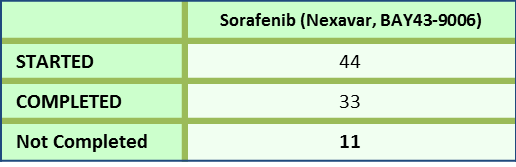 Sorafenib (Nexavar, BAY43-9006)
STARTED 44
COMPLETED 33
Not Completed 11